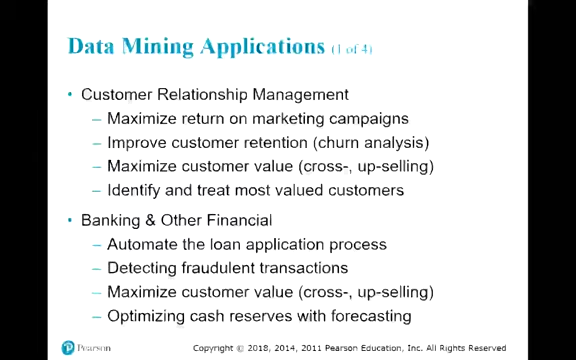 Data Mining Applications (1 of 4)
• Customer Relationship Management
– Maximize return on marketing campaigns
– Improve customer retention (churn analysis)
– Maximize customer value (cross-, up-selling)
– Identify and treat most valued customers
• Banking & Other Financial
– Automate the loan application process
– Detecting fraudulent transactions
– Maximize customer value (cross-, up-selling)
– Optimizing cash reserves with forecasting
Pearson
Copyright © 2018, 2014, 2011 Pearson Education, Inc. All Rights Reserved